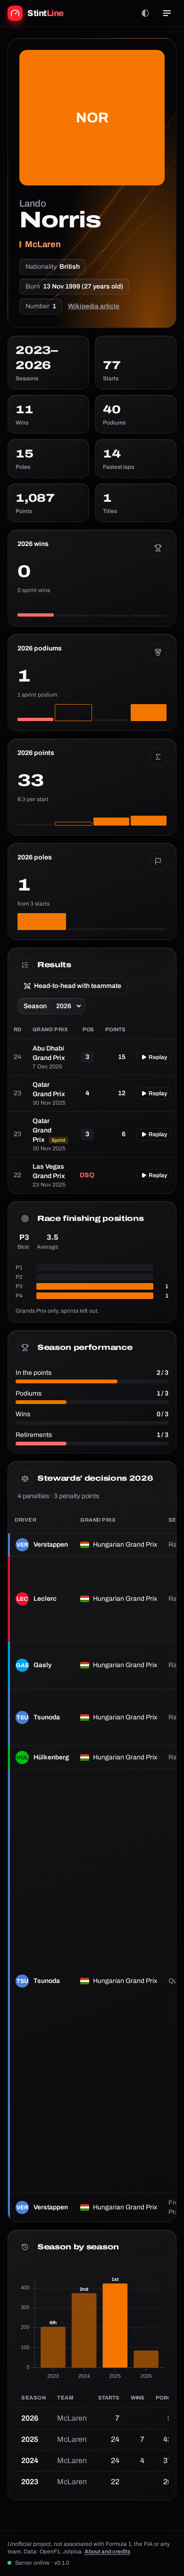 StintLine
NOR
Lando
Norris
McLaren
Nationality British
Born 13 Nov 1999 (27 years old)
Number 1 Wikipedia article
2023–
2026
Seasons
77
Starts
11
Wins
40
Podiums
15
Poles
14
Fastest laps
1,087
Points
1
Titles
2026 wins
0
0 sprint wins
2026 podiums
1
1 sprint podium
2026 points
33
8.3 per start
2026 poles
1
from 3 starts
Results
Head-to-head with teammate
Season 2026
RD GRAND PRIX POS POINTS
24 Abu Dhabi Grand Prix 7 Dec 2025 3 15 Replay
23 Qatar Grand Prix 30 Nov 2025 4 12 Replay
23 Qatar Grand Prix Sprint 30 Nov 2025 3 6 Replay
22 Las Vegas Grand Prix 23 Nov 2025 DSQ Replay
Race finishing positions
P3 3.5
Best Average
P1
P2
P3 1
P4 1
Grands Prix only, sprints left out.
Season performance
In the points 2 / 3
Podiums 1 / 3
Wins 0 / 3
Retirements 1 / 3
Stewards' decisions 2026
4 penalties · 3 penalty points
DRIVER GRAND PRIX SE
VER Verstappen Hungarian Grand Prix Ra
LEC Leclerc Hungarian Grand Prix Ra
GAS Gasly Hungarian Grand Prix Ra
TSU Tsunoda Hungarian Grand Prix Ra
HUL Hülkenberg Hungarian Grand Prix Ra
TSU Tsunoda Hungarian Grand Prix Qu
VER Verstappen Hungarian Grand Prix Pra
Season by season
400
300
200
100
0
6th
2nd
1st
2023 2024 2025 2026
SEASON TEAM STARTS WINS POIN
2026 McLaren 7
2025 McLaren 24 7
2024 McLaren 24 4
2023 McLaren 22
Unofficial project, not associated with Formula 1, the FIA or any
team. Data: OpenF1, Jolpica. About and credits
Server online · v0.1.0